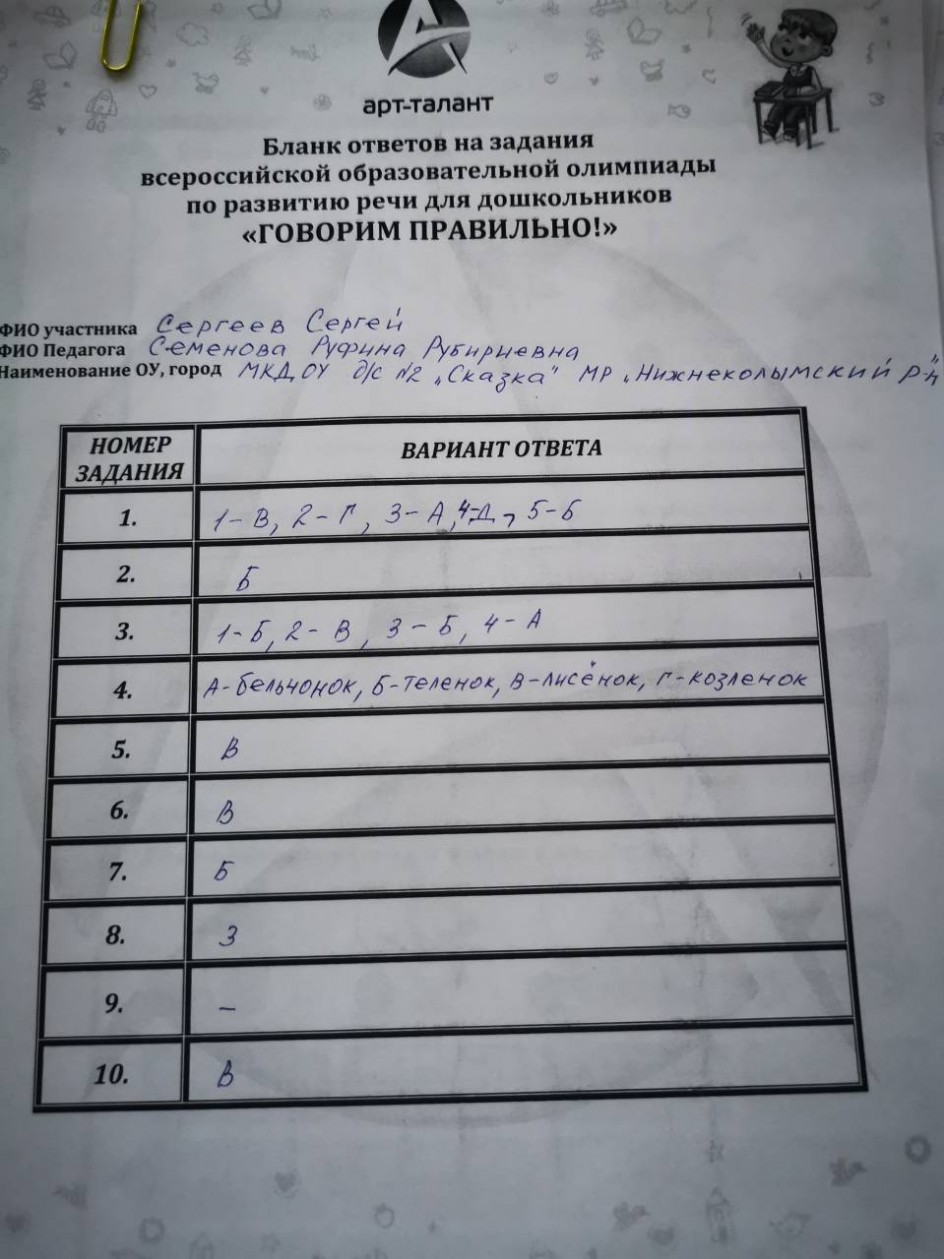 арт-талант
Бланк ответов на задания
всероссийской образовательной олимпиады
по развитию речи для дошкольников
«ГОВОРИМ ПРАВИЛЬНО!»
ФИО участника Сергеев Сергей
ФИО Педагога Семенова Руфина Рубириевна
Наименование ОУ, город МКДОУ д/с №2 „Сказка" МР „Нижнеколымский р-н"
НОМЕР ЗАДАНИЯ ВАРИАНТ ОТВЕТА
1. 1-В, 2-Г, 3-А, 4-Д, 5-Б
2. Б
3. 1-Б, 2-В, 3-Б, 4-А
4. А-бельчонок, Б-теленок, В-лисёнок, г-козленок
5. В
6. В
7. Б
8. 3
9. –
10. В